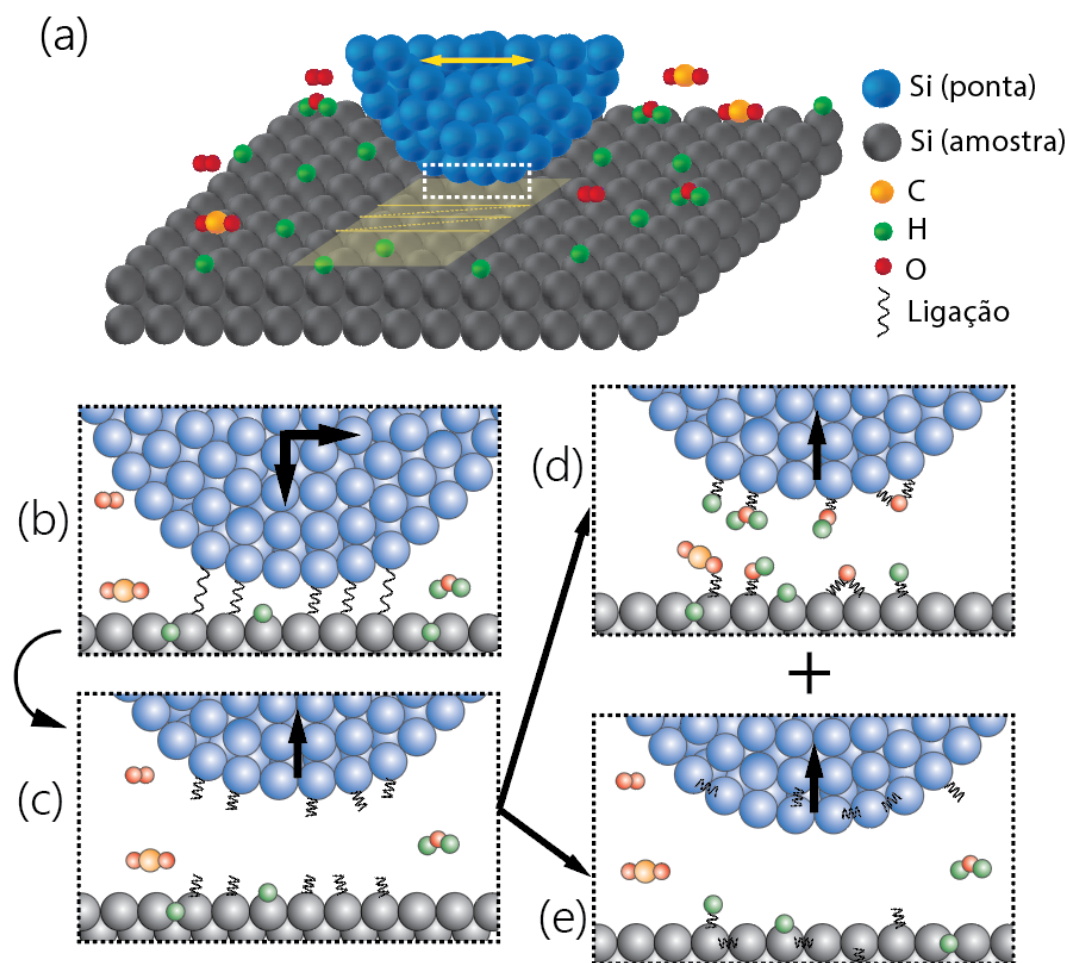 (a)
Si (ponta)
Si (amostra)
C
H
O
Ligação
(b)
(c)
(d)
+
(e)